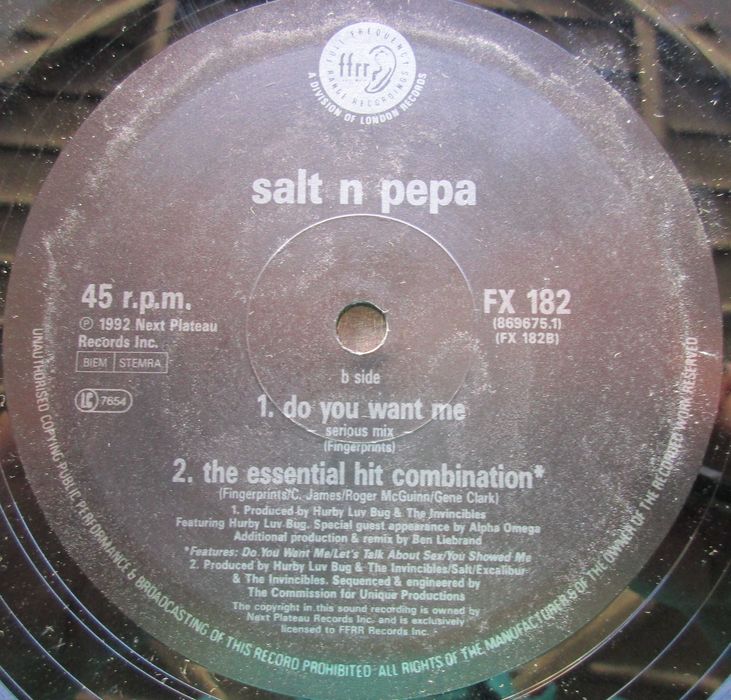 FULL FREQUENCY
ffrr
RANGE RECORDINGS
A DIVISION OF LONDON RECORDS
salt n pepa
45 r.p.m.
℗ 1992 Next Plateau
Records Inc.
BIEM STEMRA
LC 7654
FX 182
(869675.1)
(FX 182B)
b side
1. do you want me
serious mix
(Fingerprints)
2. the essential hit combination*
(Fingerprints/C. James/Roger McGuinn/Gene Clark)
1. Produced by Hurby Luv Bug & The Invincibles
Featuring Hurby Luv Bug. Special guest appearance by Alpha Omega
Additional production & remix by Ben Liebrand
*Features: Do You Want Me/Let's Talk About Sex/You Showed Me
2. Produced by Hurby Luv Bug & The Invincibles/Salt/Excalibur
& The Invincibles. Sequenced & engineered by
The Commission for Unique Productions
The copyright in this sound recording is owned by
Next Plateau Records Inc. and is exclusively
licensed to FFRR Records Inc.
UNAUTHORISED COPYING PUBLIC PERFORMANCE & BROADCASTING OF THIS RECORD PROHIBITED ALL RIGHTS OF THE MANUFACTURER & OF THE OWNER OF THE RECORDED WORK RESERVED